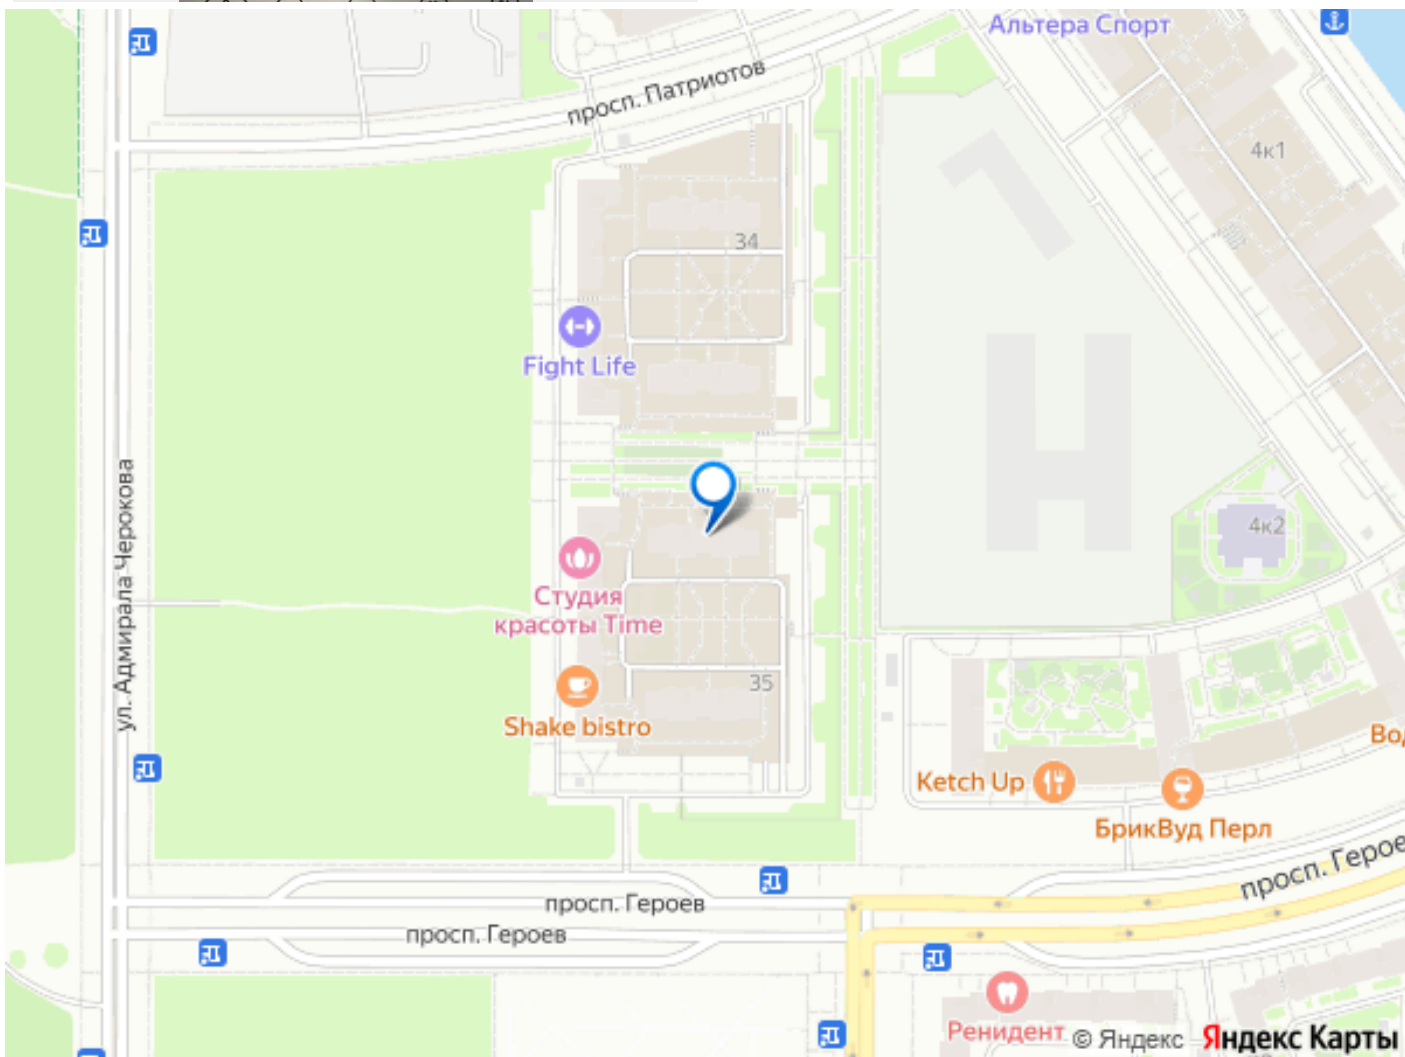 Альтера Спорт
просп. Патриотов
4к1
34
Fight Life
ул. Адмирала Черокова
4к2
Студия
красоты Time
35
Shake bistro
Ketch Up
БрикВуд Перл
просп. Герое
просп. Героев
просп. Героев
Ренидент
© Яндекс Яндекс Карты